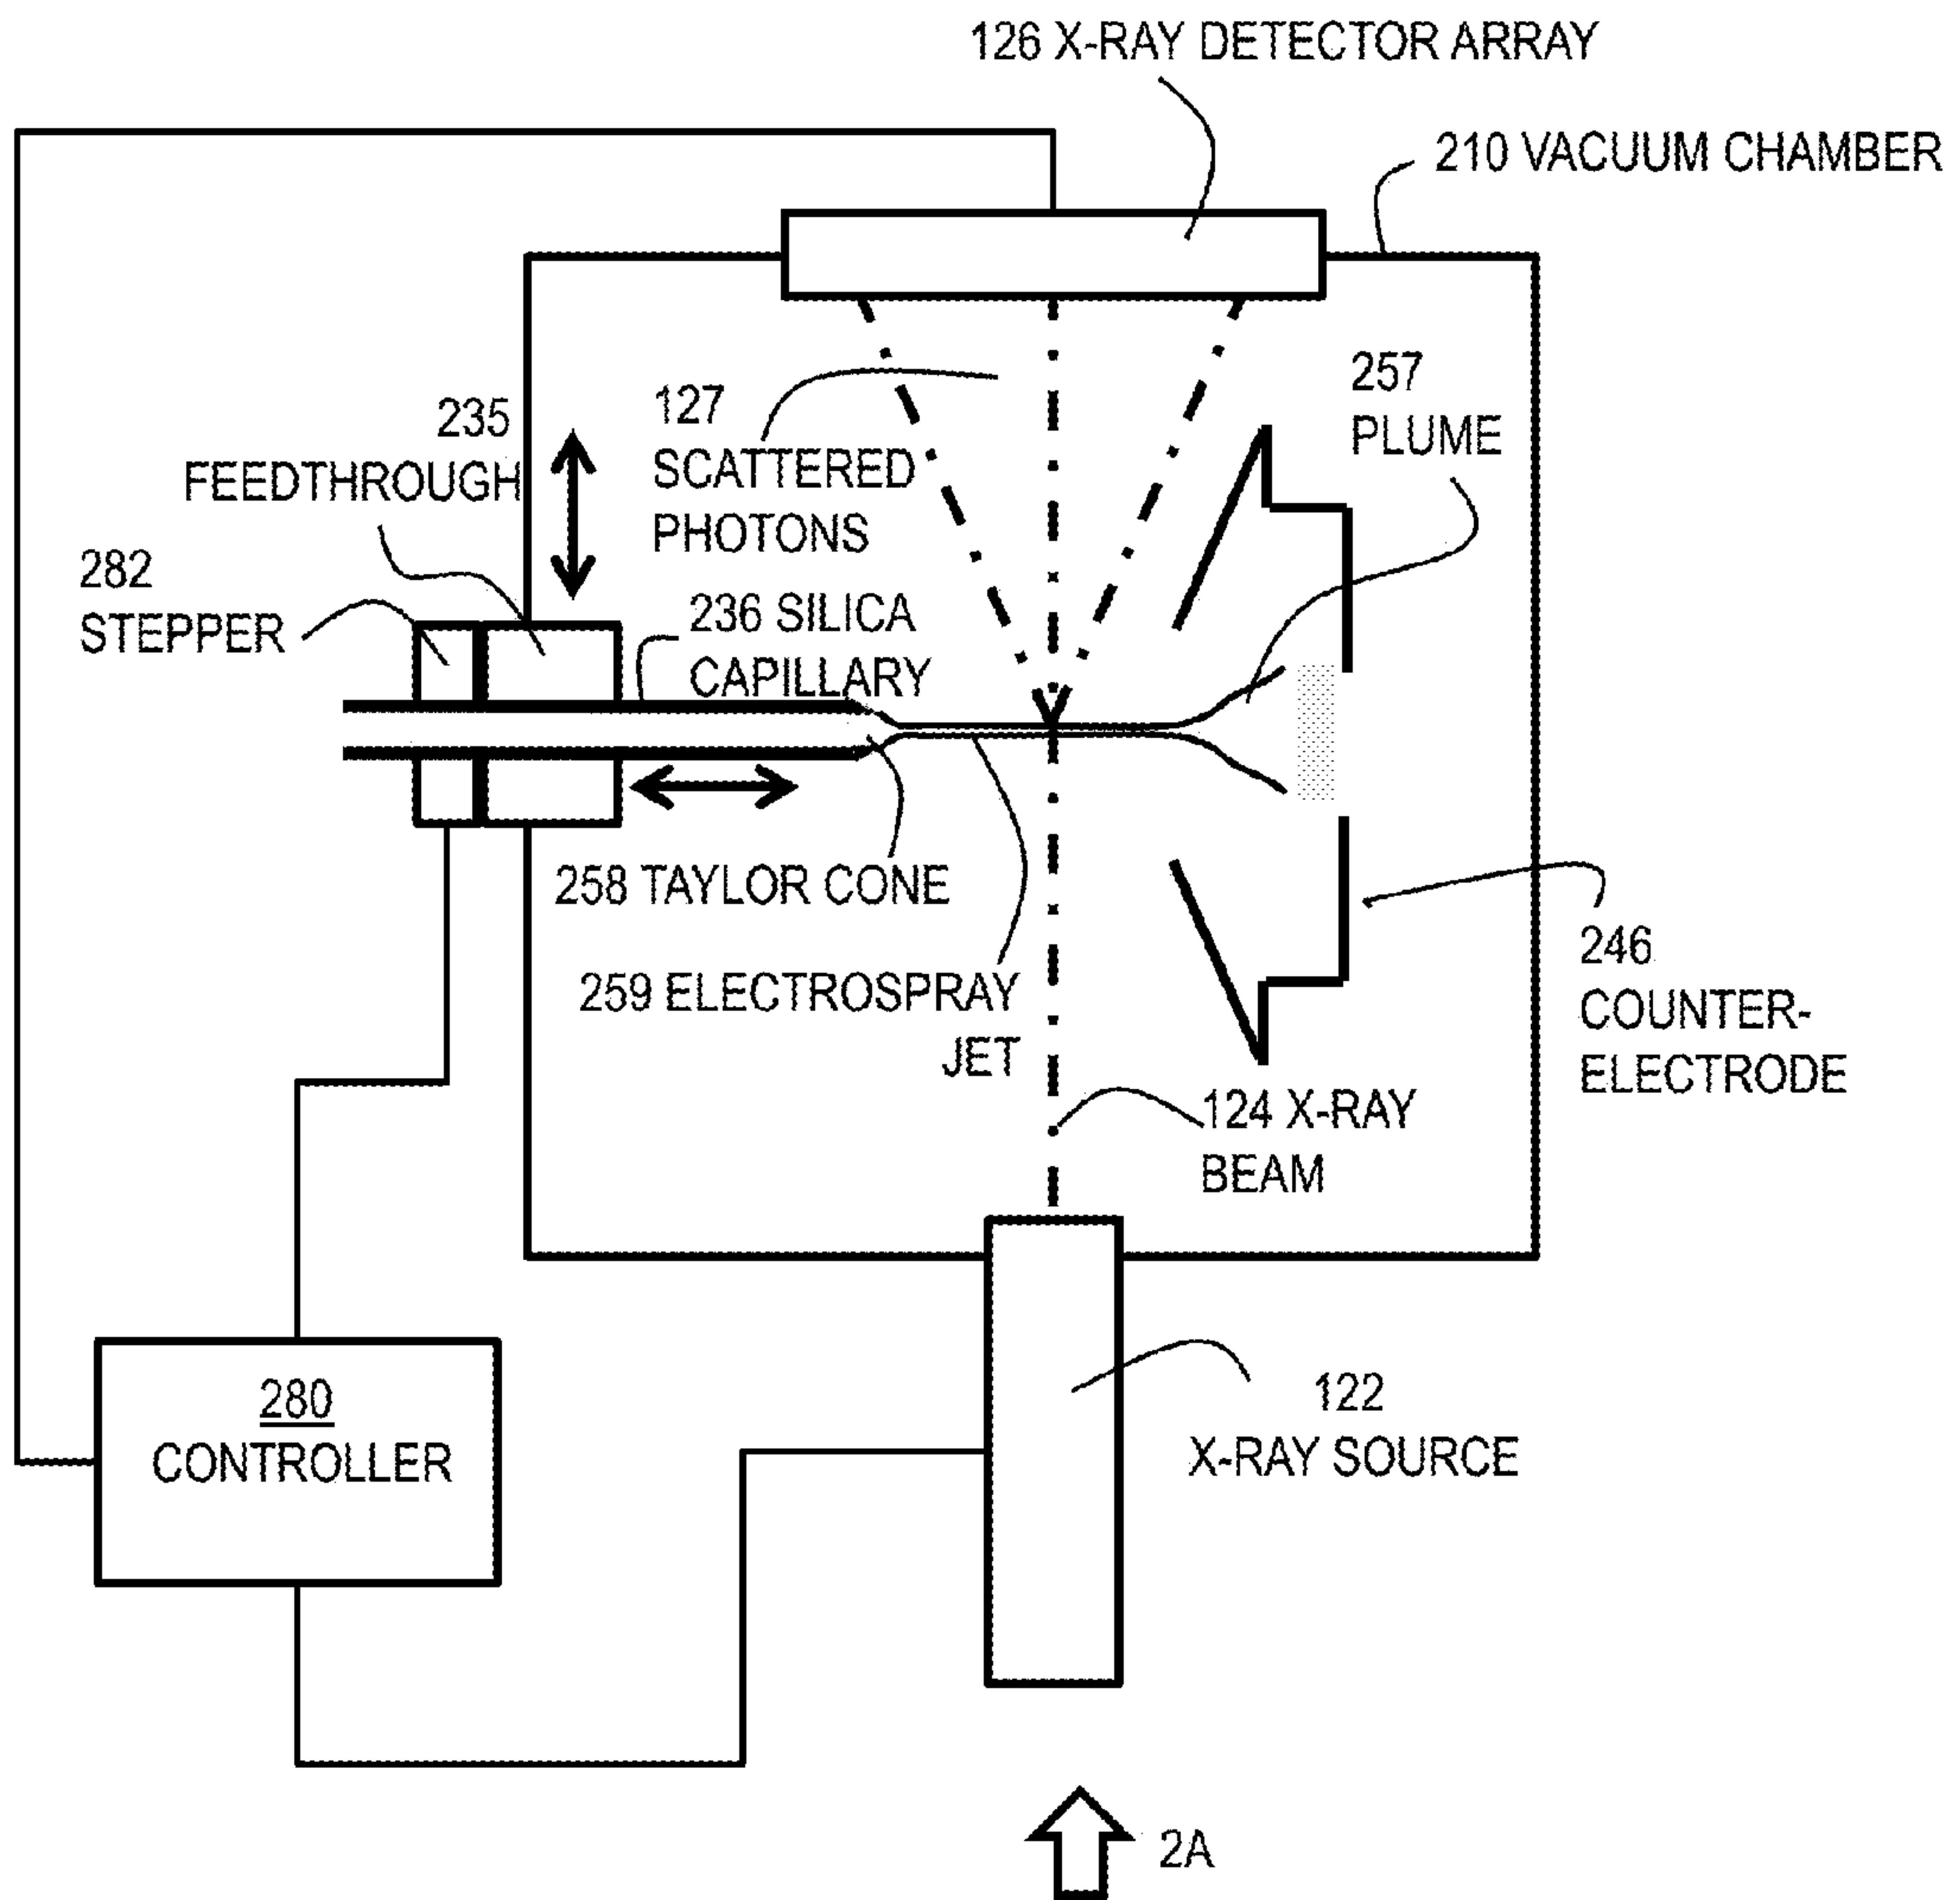 126 X-RAY DETECTOR ARRAY
210 VACUUM CHAMBER
257
PLUME
127
SCATTERED
PHOTONS
235
FEEDTHROUGH
282
STEPPER
236 SILICA
CAPILLARY
258 TAYLOR CONE
259 ELECTROSPRAY
JET
246
COUNTER-
ELECTRODE
124 X-RAY
BEAM
280
CONTROLLER
122
X-RAY SOURCE
2A